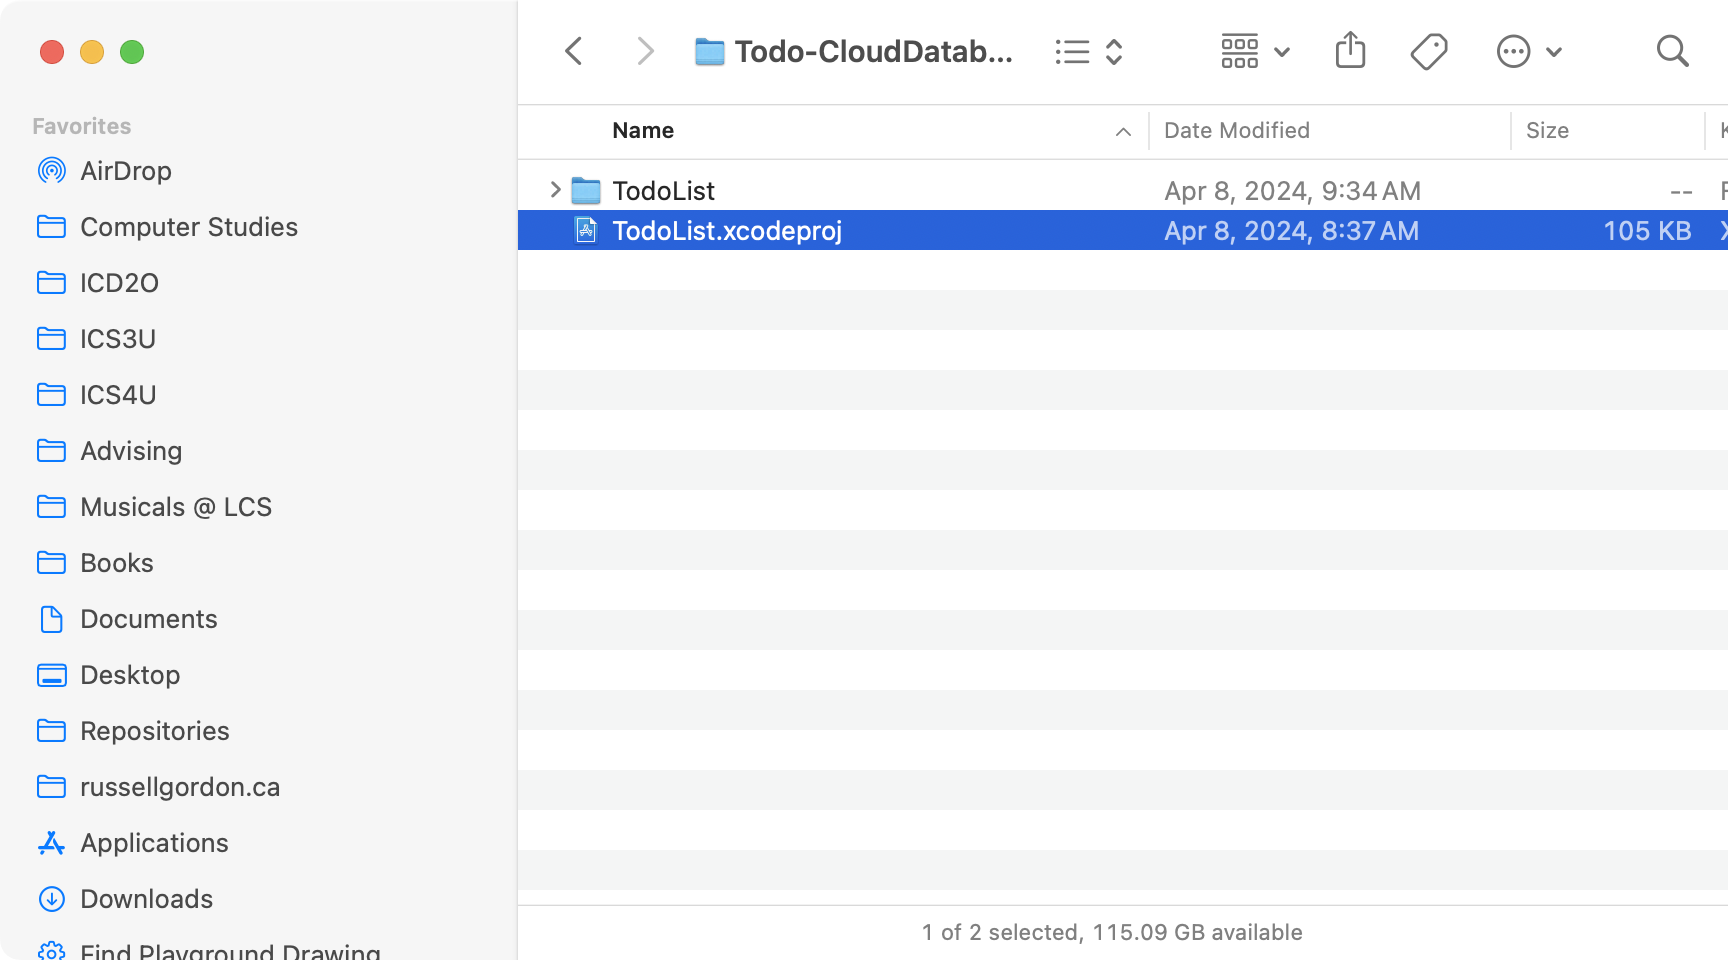 Todo-CloudDatab...
Favorites
AirDrop
Computer Studies
ICD2O
ICS3U
ICS4U
Advising
Musicals @ LCS
Books
Documents
Desktop
Repositories
russellgordon.ca
Applications
Downloads
Find Playground Drawing
Name Date Modified Size
TodoList Apr 8, 2024, 9:34 AM --
TodoList.xcodeproj Apr 8, 2024, 8:37 AM 105 KB
1 of 2 selected, 115.09 GB available